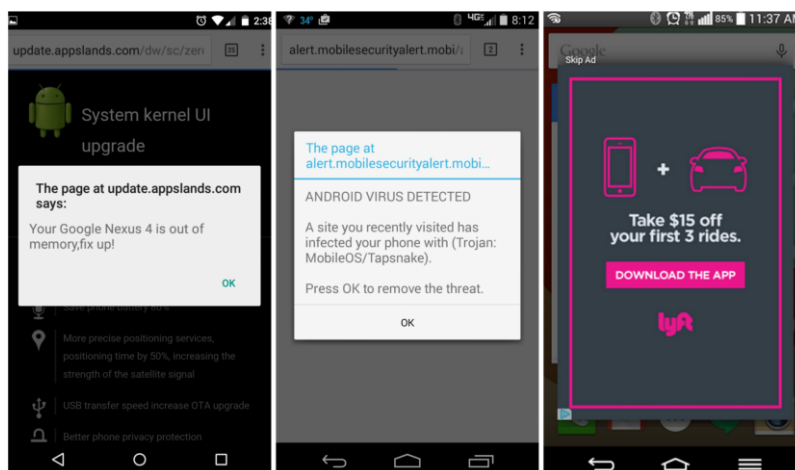 2:38
update.appslands.com/dw/sc/zer
System kernel UI
upgrade
The page at update.appslands.com
says:
Your Google Nexus 4 is out of
memory,fix up!
OK
Save phone battery 80%
More precise positioning services,
positioning time by 50%, increasing the
strength of the satellite signal
USB transfer speed increase OTA upgrade
Better phone privacy protection
34°
4G
8:12
alert.mobilesecurityalert.mobi/
2
The page at
alert.mobilesecurityalert.mobi...
ANDROID VIRUS DETECTED
A site you recently visited has
infected your phone with (Trojan:
MobileOS/Tapsnake).
Press OK to remove the threat.
OK
85%
11:37 AM
Google
Skip Ad
+
Take $15 off
your first 3 rides.
DOWNLOAD THE APP
lyft